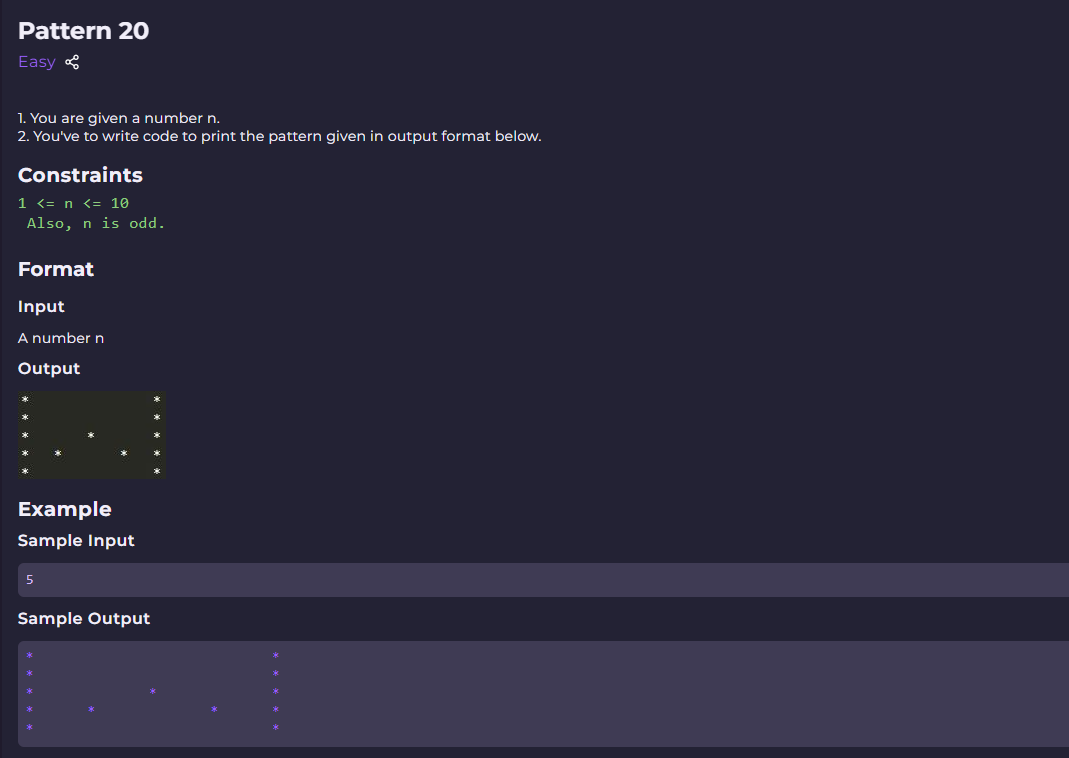 Pattern 20
Easy
1. You are given a number n.
2. You've to write code to print the pattern given in output format below.
Constraints
1 <= n <= 10
 Also, n is odd.
Format
Input
A number n
Output
*               *
*               *
*       *       *
*   *       *   *
*               *
Example
Sample Input
5
Sample Output
*                               *
*                               *
*               *               *
*       *               *       *
*                               *